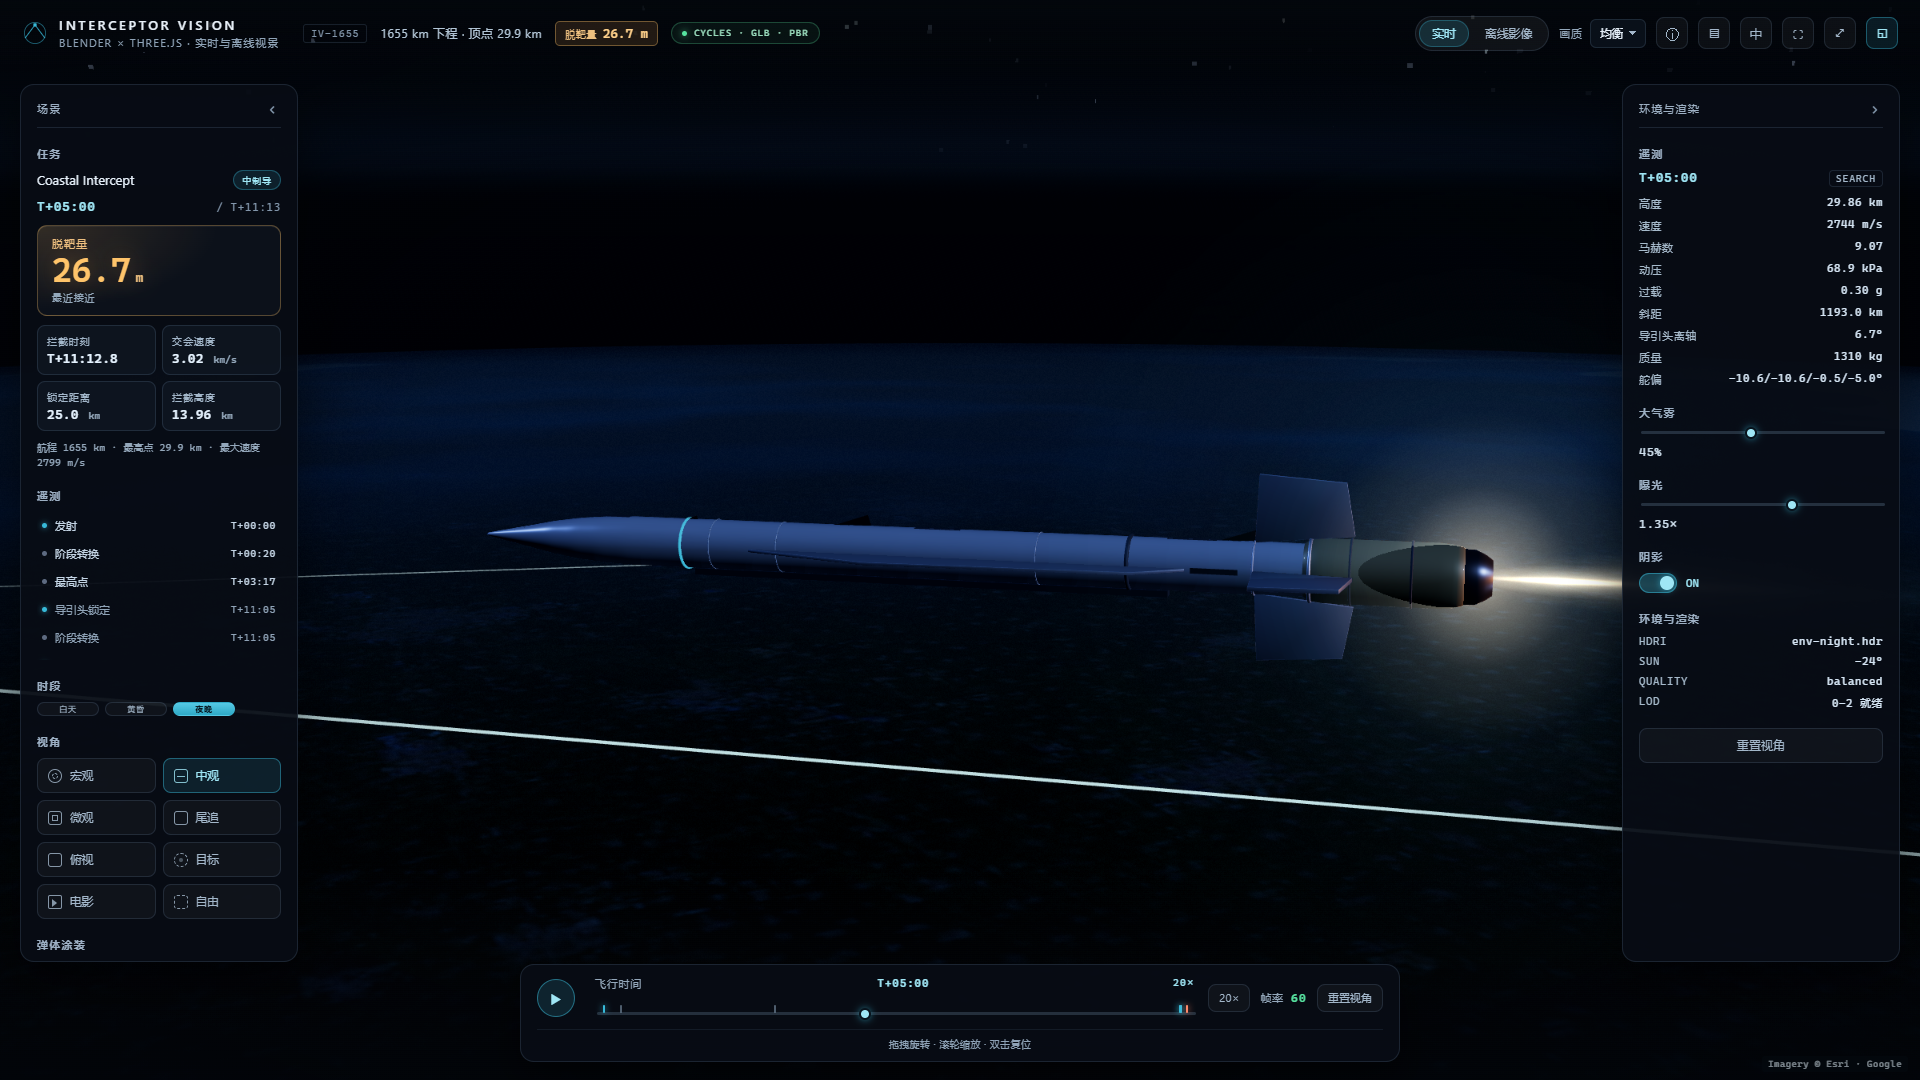 INTERCEPTOR VISION
BLENDER × THREE.JS · 实时与离线视景
IV-1655
1655 km 下程 · 顶点 29.9 km
脱靶量 26.7 m
CYCLES · GLB · PBR
实时
离线影像
画质
均衡
中
场景
任务
Coastal Intercept
中制导
T+05:00
/ T+11:13
脱靶量
26.7 m
最近接近
拦截时刻
T+11:12.8
交会速度
3.02 km/s
锁定距离
25.0 km
拦截高度
13.96 km
航程 1655 km · 最高点 29.9 km · 最大速度
2799 m/s
遥测
发射 T+00:00
阶段转换 T+00:20
最高点 T+03:17
导引头锁定 T+11:05
阶段转换 T+11:05
时段
白天
黄昏
夜晚
视角
宏观
中观
微观
尾追
俯视
目标
电影
自由
弹体涂装
环境与渲染
遥测
T+05:00
SEARCH
高度 29.86 km
速度 2744 m/s
马赫数 9.07
动压 68.9 kPa
过载 0.30 g
斜距 1193.0 km
导引头离轴 6.7°
质量 1310 kg
舵偏 −10.6/−10.6/−0.5/−5.0°
大气雾
45%
曝光
1.35×
阴影
ON
环境与渲染
HDRI env-night.hdr
SUN −24°
QUALITY balanced
LOD 0–2 就绪
重置视角
飞行时间
T+05:00
20×
20×
帧率 60
重置视角
拖拽旋转 · 滚轮缩放 · 双击复位
Imagery © Esri · Google